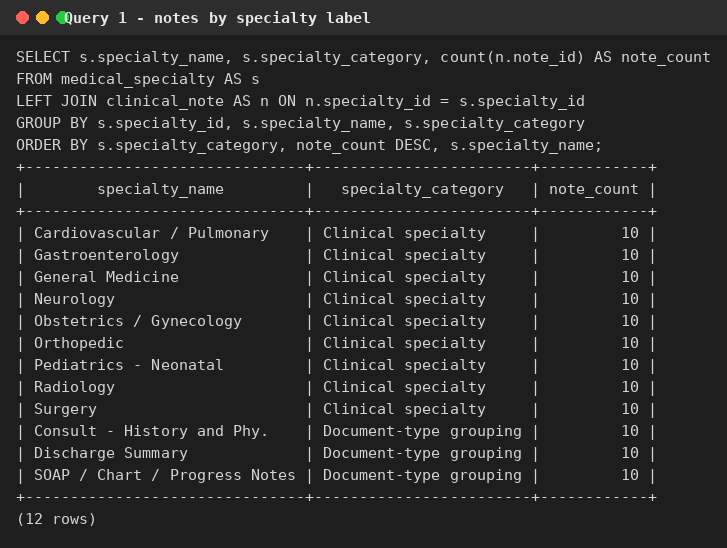 Query 1 - notes by specialty label
SELECT s.specialty_name, s.specialty_category, count(n.note_id) AS note_count
FROM medical_specialty AS s
LEFT JOIN clinical_note AS n ON n.specialty_id = s.specialty_id
GROUP BY s.specialty_id, s.specialty_name, s.specialty_category
ORDER BY s.specialty_category, note_count DESC, s.specialty_name;
+-------------------------------+------------------------+------------+
|        specialty_name         |   specialty_category   | note_count |
+-------------------------------+------------------------+------------+
| Cardiovascular / Pulmonary    | Clinical specialty     |         10 |
| Gastroenterology              | Clinical specialty     |         10 |
| General Medicine              | Clinical specialty     |         10 |
| Neurology                     | Clinical specialty     |         10 |
| Obstetrics / Gynecology       | Clinical specialty     |         10 |
| Orthopedic                    | Clinical specialty     |         10 |
| Pediatrics - Neonatal         | Clinical specialty     |         10 |
| Radiology                     | Clinical specialty     |         10 |
| Surgery                       | Clinical specialty     |         10 |
| Consult - History and Phy.    | Document-type grouping |         10 |
| Discharge Summary             | Document-type grouping |         10 |
| SOAP / Chart / Progress Notes | Document-type grouping |         10 |
+-------------------------------+------------------------+------------+
(12 rows)